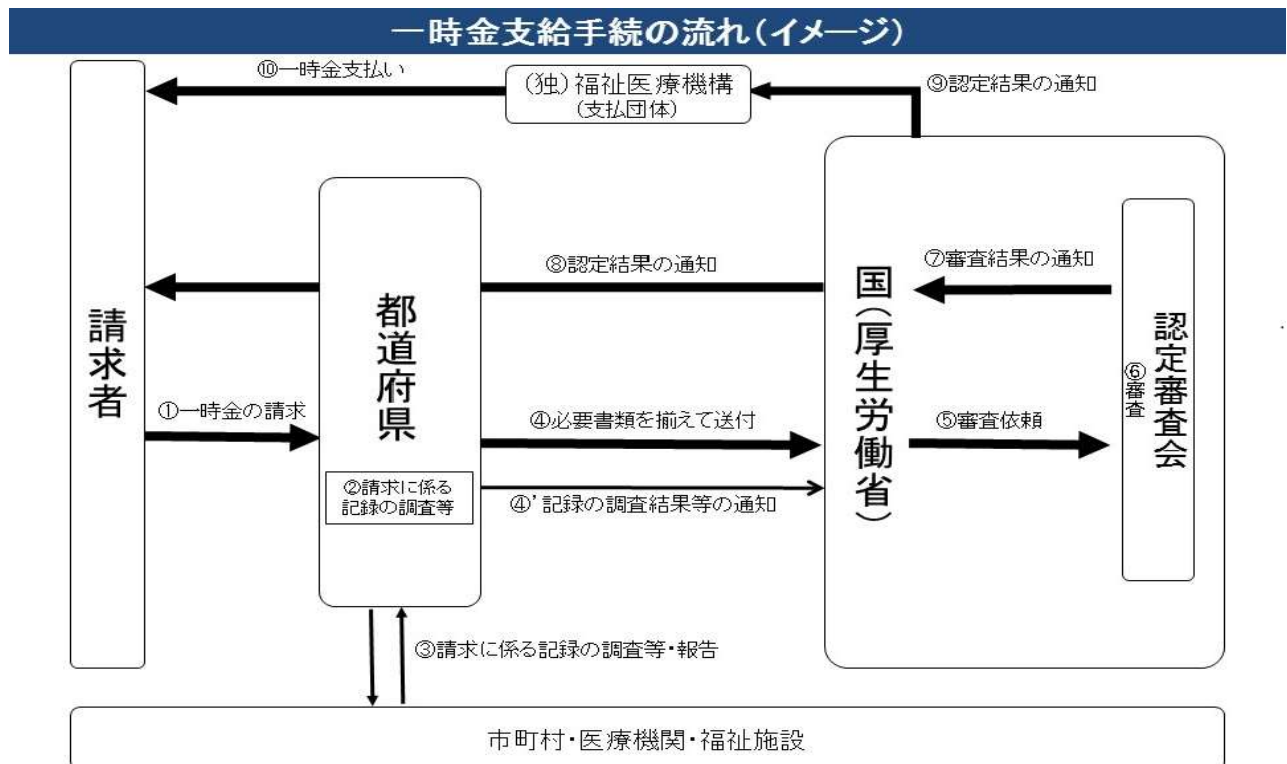 一時金支給手続の流れ(イメージ)
⑩一時金支払い
(独)福祉医療機構
(支払団体)
⑨認定結果の通知
請求者
都道府県
⑧認定結果の通知
国(厚生労働省)
⑦審査結果の通知
認定審査会
⑥審査
①一時金の請求
④必要書類を揃えて送付
⑤審査依頼
②請求に係る
記録の調査等
④’記録の調査結果等の通知
③請求に係る記録の調査等・報告
市町村・医療機関・福祉施設